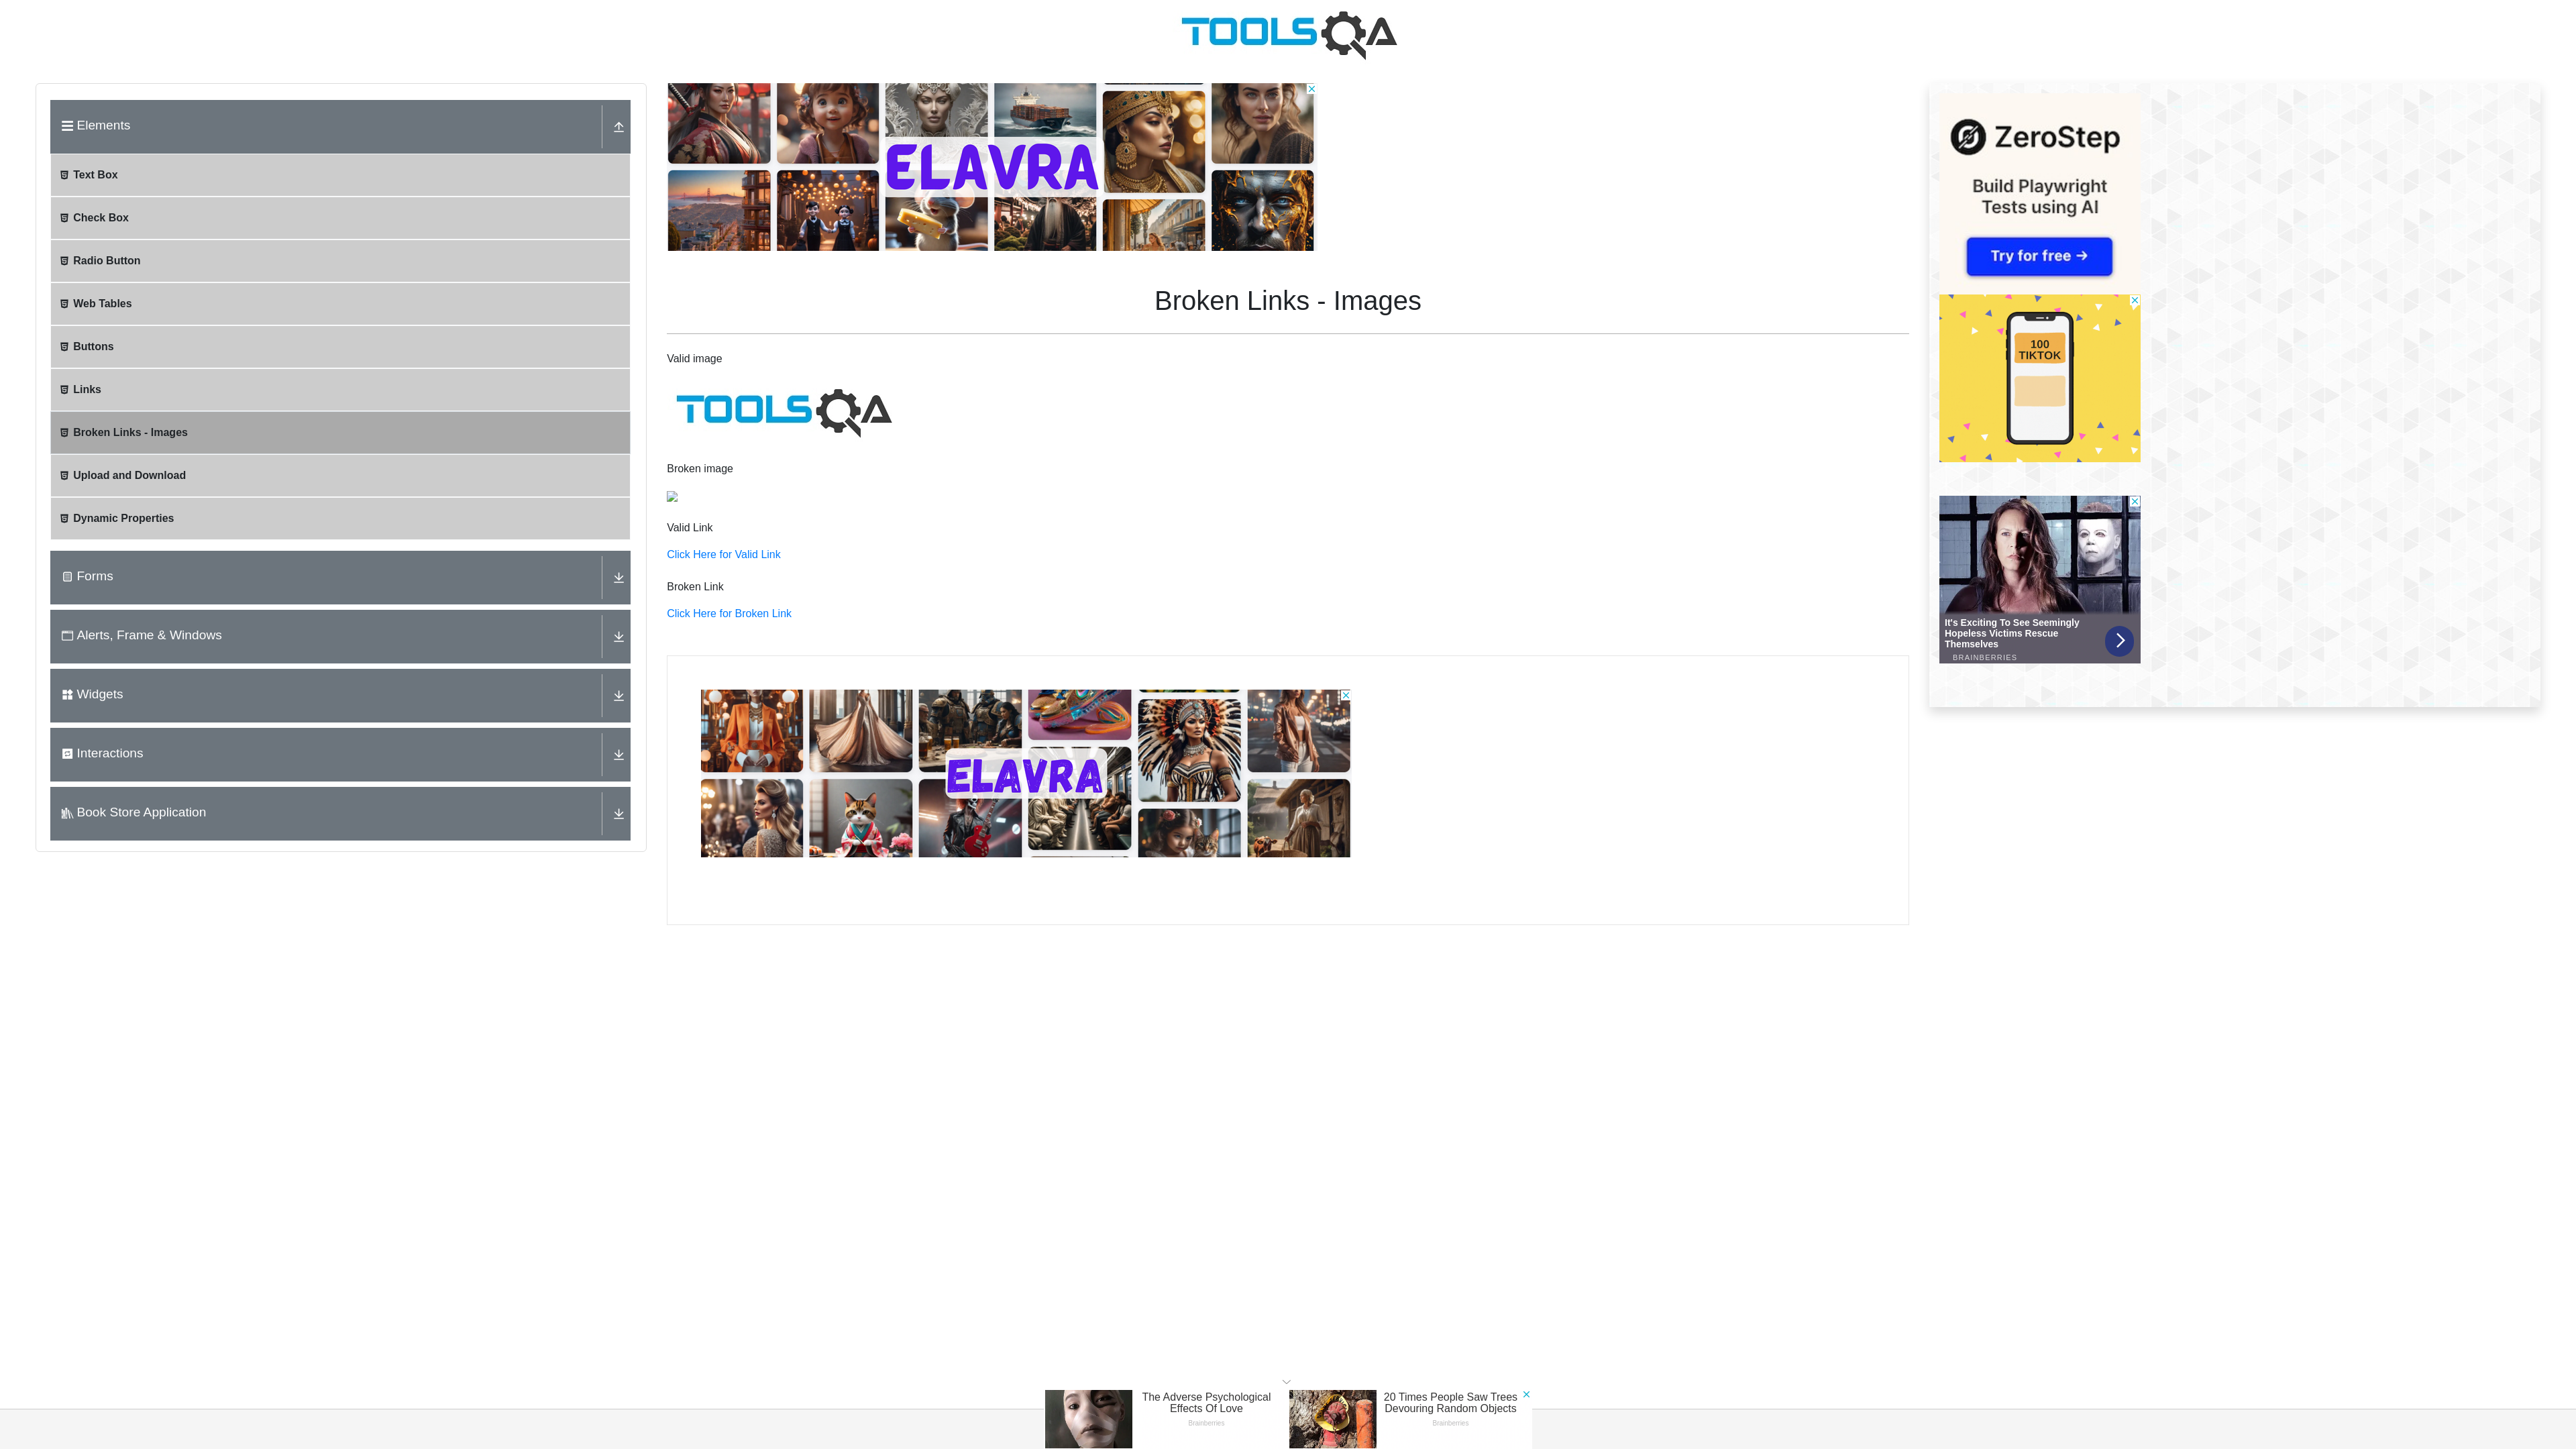 TOOLSQA
Elements
Text Box
Check Box
Radio Button
Web Tables
Buttons
Links
Broken Links - Images
Upload and Download
Dynamic Properties
Forms
Alerts, Frame & Windows
Widgets
Interactions
Book Store Application
ELAVRA
Broken Links - Images
Valid image
TOOLSQA
Broken image
Valid Link
Click Here for Valid Link
Broken Link
Click Here for Broken Link
ELAVRA
ZeroStep
Build Playwright
Tests using AI
Try for free →
100
TIKTOK
It's Exciting To See Seemingly
Hopeless Victims Rescue
Themselves
BRAINBERRIES
The Adverse Psychological
Effects Of Love
Brainberries
20 Times People Saw Trees
Devouring Random Objects
Brainberries